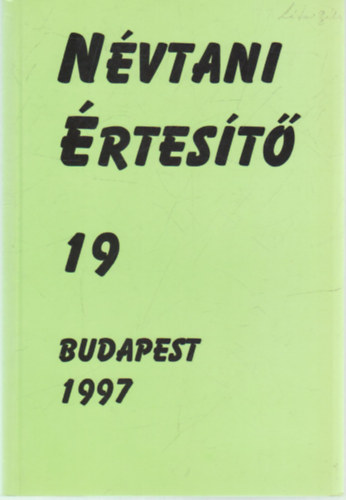 NÉVTANI
ÉRTESÍTŐ
19
BUDAPEST
1997